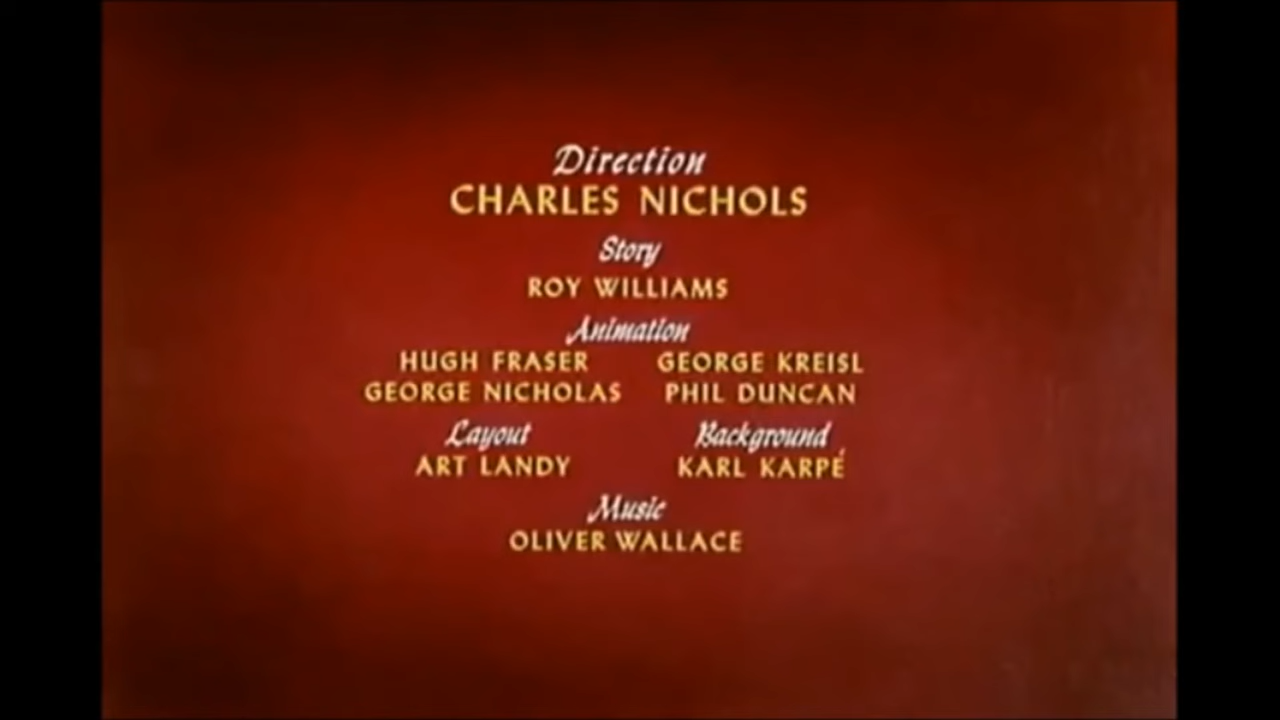 Direction
CHARLES NICHOLS
Story
ROY WILLIAMS
Animation
HUGH FRASER GEORGE KREISL
GEORGE NICHOLAS PHIL DUNCAN
Layout Background
ART LANDY KARL KARPÉ
Music
OLIVER WALLACE